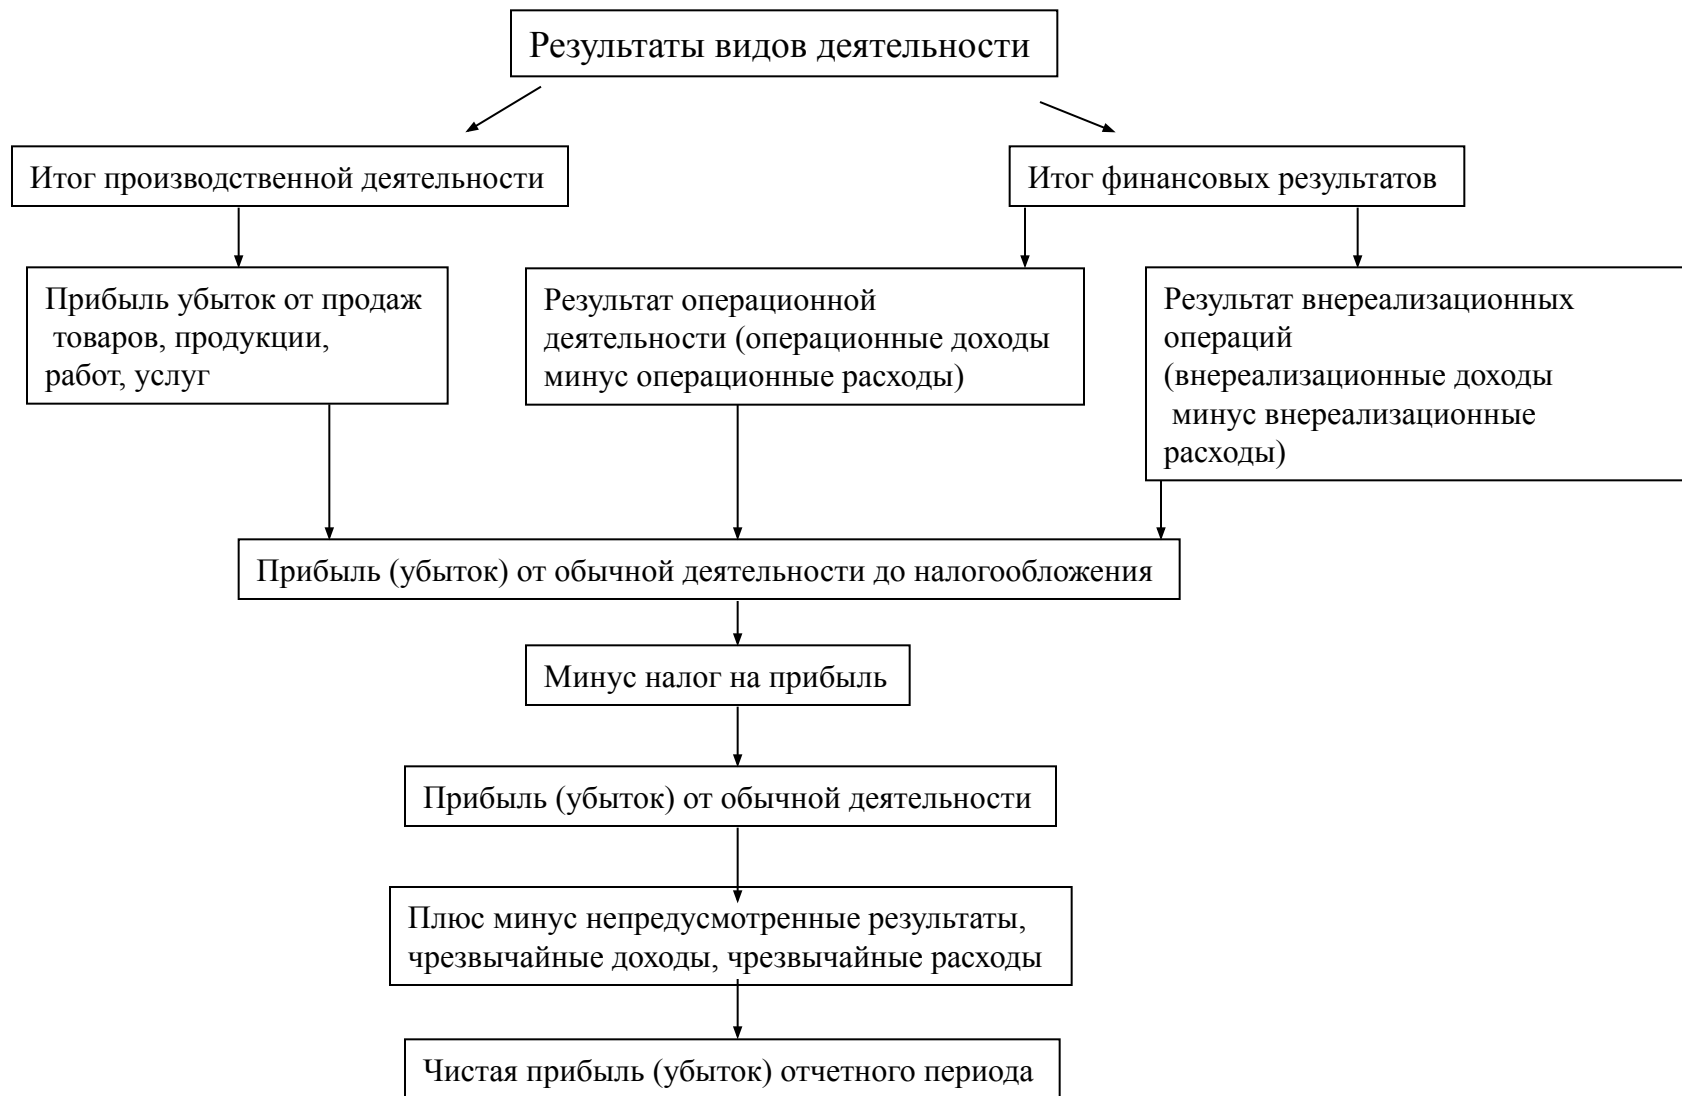 Результаты видов деятельности
Итог производственной деятельности
Итог финансовых результатов
Прибыль убыток от продаж
товаров, продукции,
работ, услуг
Результат операционной
деятельности (операционные доходы
минус операционные расходы)
Результат внереализационных
операций
(внереализационные доходы
минус внереализационные
расходы)
Прибыль (убыток) от обычной деятельности до налогообложения
Минус налог на прибыль
Прибыль (убыток) от обычной деятельности
Плюс минус непредусмотренные результаты,
чрезвычайные доходы, чрезвычайные расходы
Чистая прибыль (убыток) отчетного периода